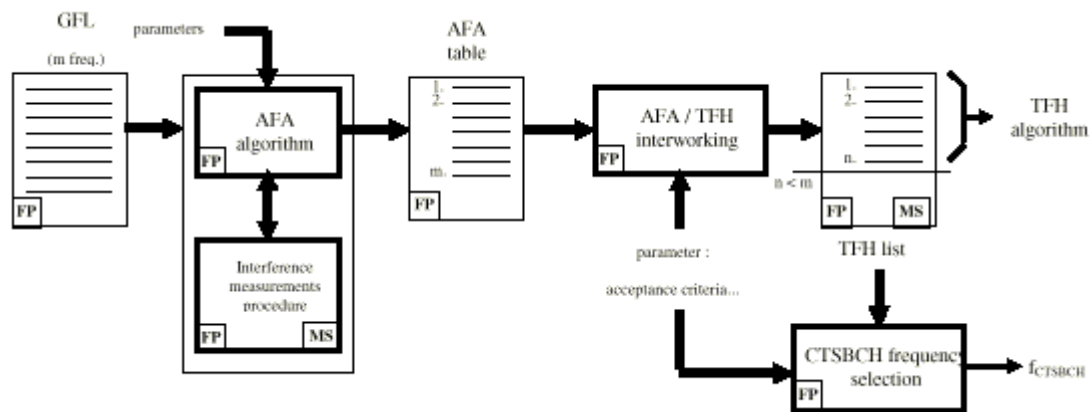 GFL
(m freq.)
FP
parameters
AFA
algorithm
FP
Interference
measurements
procedure
FP
MS
AFA
table
1.
2.
m.
FP
AFA / TFH
interworking
FP
parameter :
acceptance criteria...
1.
2.
n.
n < m
FP
MS
TFH list
TFH
algorithm
CTSBCH frequency
selection
FP
fCTSBCH